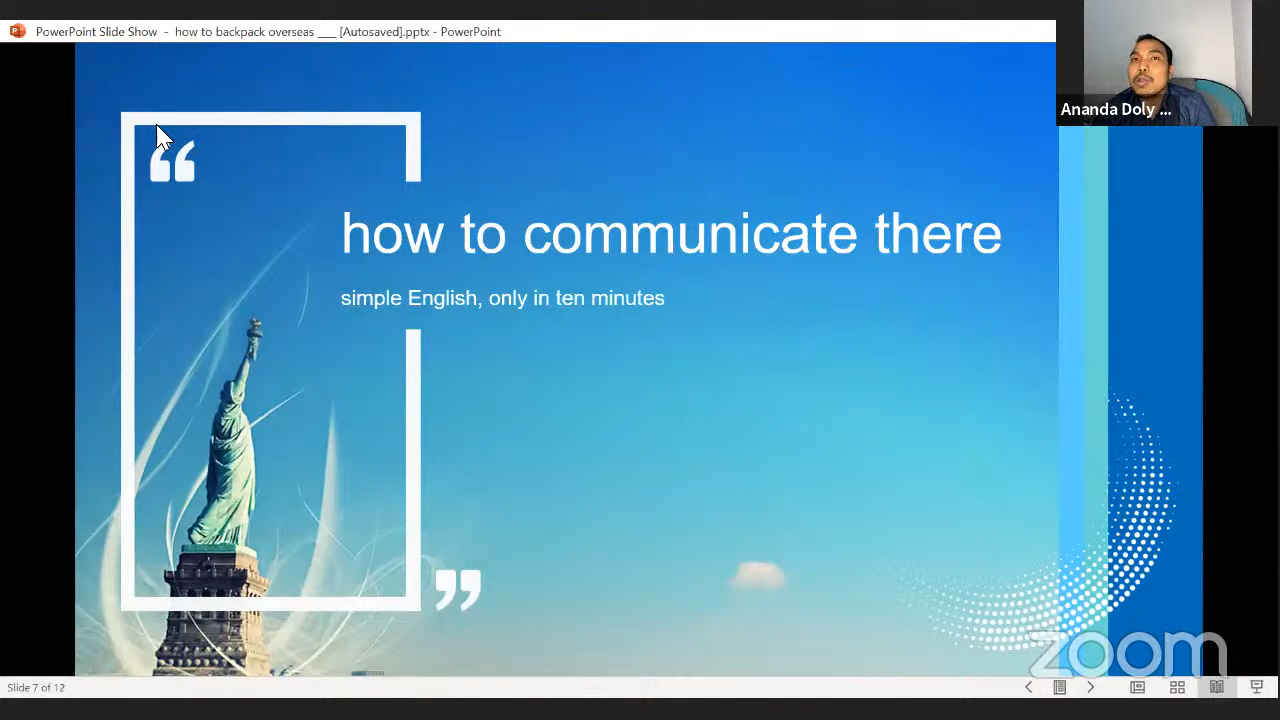 PowerPoint Slide Show - how to backpack overseas ___ [Autosaved].pptx - PowerPoint
Ananda Doly ...
“
how to communicate there
simple English, only in ten minutes
”
zoom
Slide 7 of 12